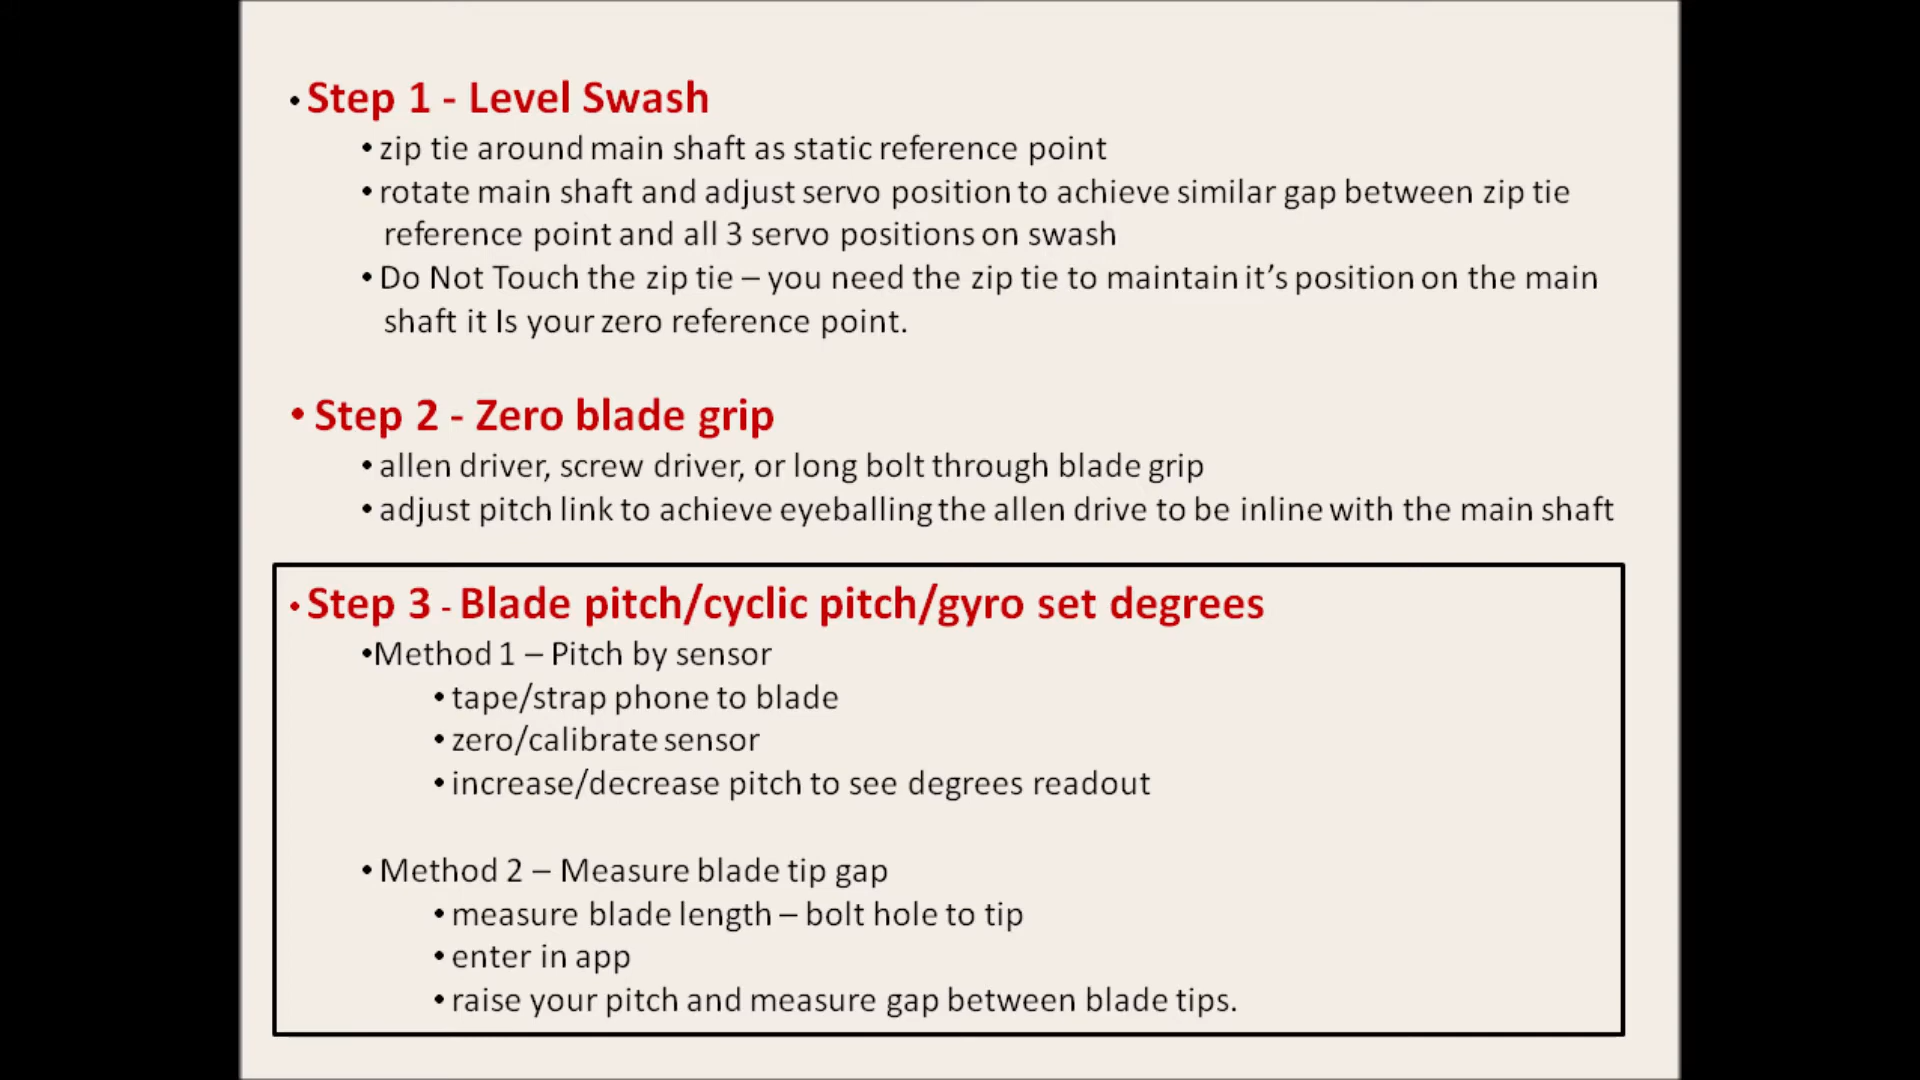 • Step 1 - Level Swash
• zip tie around main shaft as static reference point
• rotate main shaft and adjust servo position to achieve similar gap between zip tie
reference point and all 3 servo positions on swash
• Do Not Touch the zip tie – you need the zip tie to maintain it’s position on the main
shaft it Is your zero reference point.
• Step 2 - Zero blade grip
• allen driver, screw driver, or long bolt through blade grip
• adjust pitch link to achieve eyeballing the allen drive to be inline with the main shaft
• Step 3 - Blade pitch/cyclic pitch/gyro set degrees
•Method 1 – Pitch by sensor
• tape/strap phone to blade
• zero/calibrate sensor
• increase/decrease pitch to see degrees readout
• Method 2 – Measure blade tip gap
• measure blade length – bolt hole to tip
• enter in app
• raise your pitch and measure gap between blade tips.